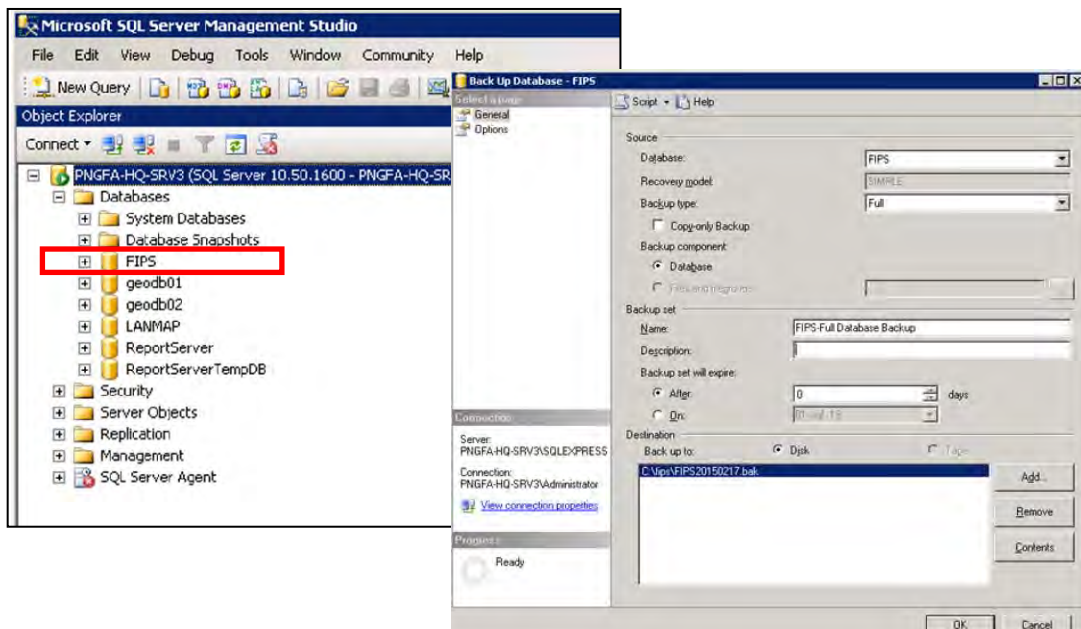 Microsoft SQL Server Management Studio
File Edit View Debug Tools Window Community Help
New Query
Object Explorer
Connect
PNGFA-HQ-SRV3 (SQL Server 10.50.1600 - PNGFA-HQ-SR
Databases
System Databases
Database Snapshots
FIPS
geodb01
geodb02
LANMAP
ReportServer
ReportServerTempDB
Security
Server Objects
Replication
Management
SQL Server Agent
Back Up Database - FIPS
Select a page
General
Options
Script Help
Source
Database: FIPS
Recovery model: SIMPLE
Backup type: Full
Copy-only Backup
Backup component:
Database
Files and filegroups:
Backup set
Name: FIPS-Full Database Backup
Description:
Backup set will expire:
After: 0 days
On:
Destination
Back up to: Disk Tape
C:\fips\FIPS20150217.bak
Add...
Remove
Contents
Connection
Server:
PNGFA-HQ-SRV3\SQLEXPRESS
Connection:
PNGFA-HQ-SRV3\Administrator
View connection properties
Progress
Ready
OK Cancel